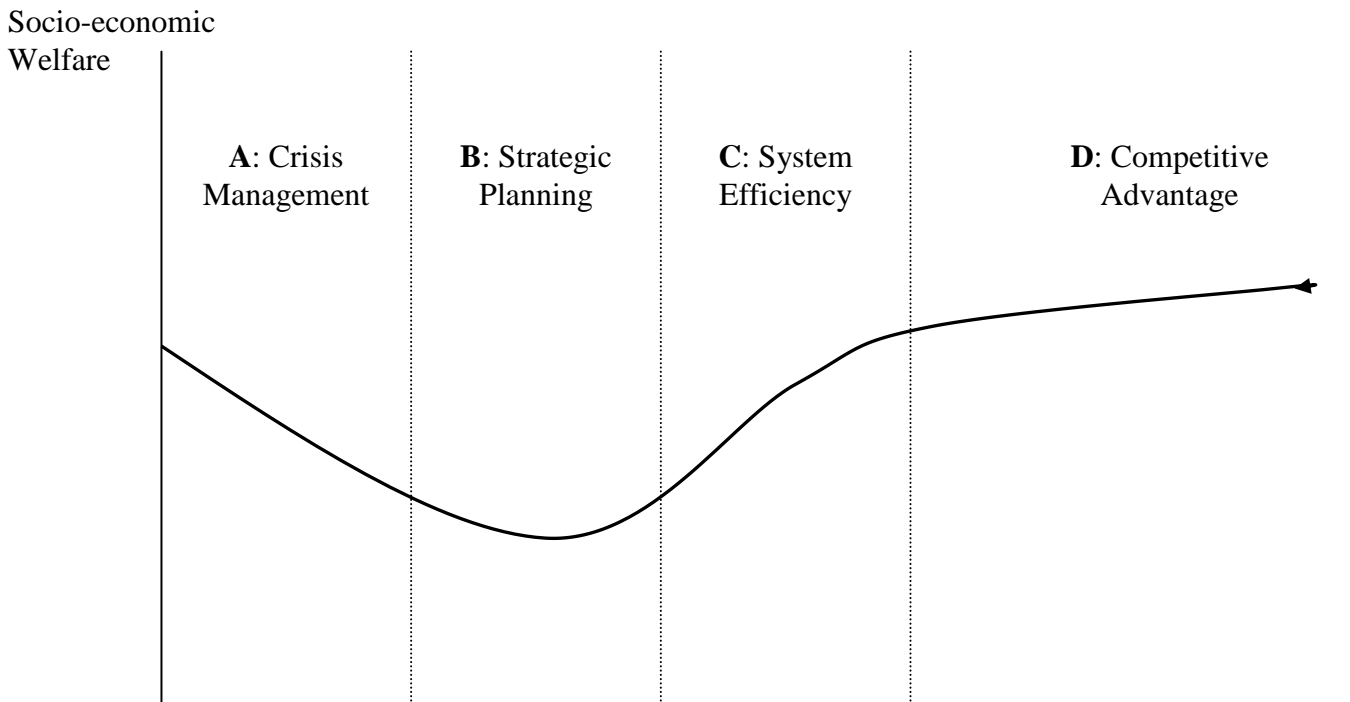 Socio-economic
Welfare
A: Crisis
Management
B: Strategic
Planning
C: System
Efficiency
D: Competitive
Advantage